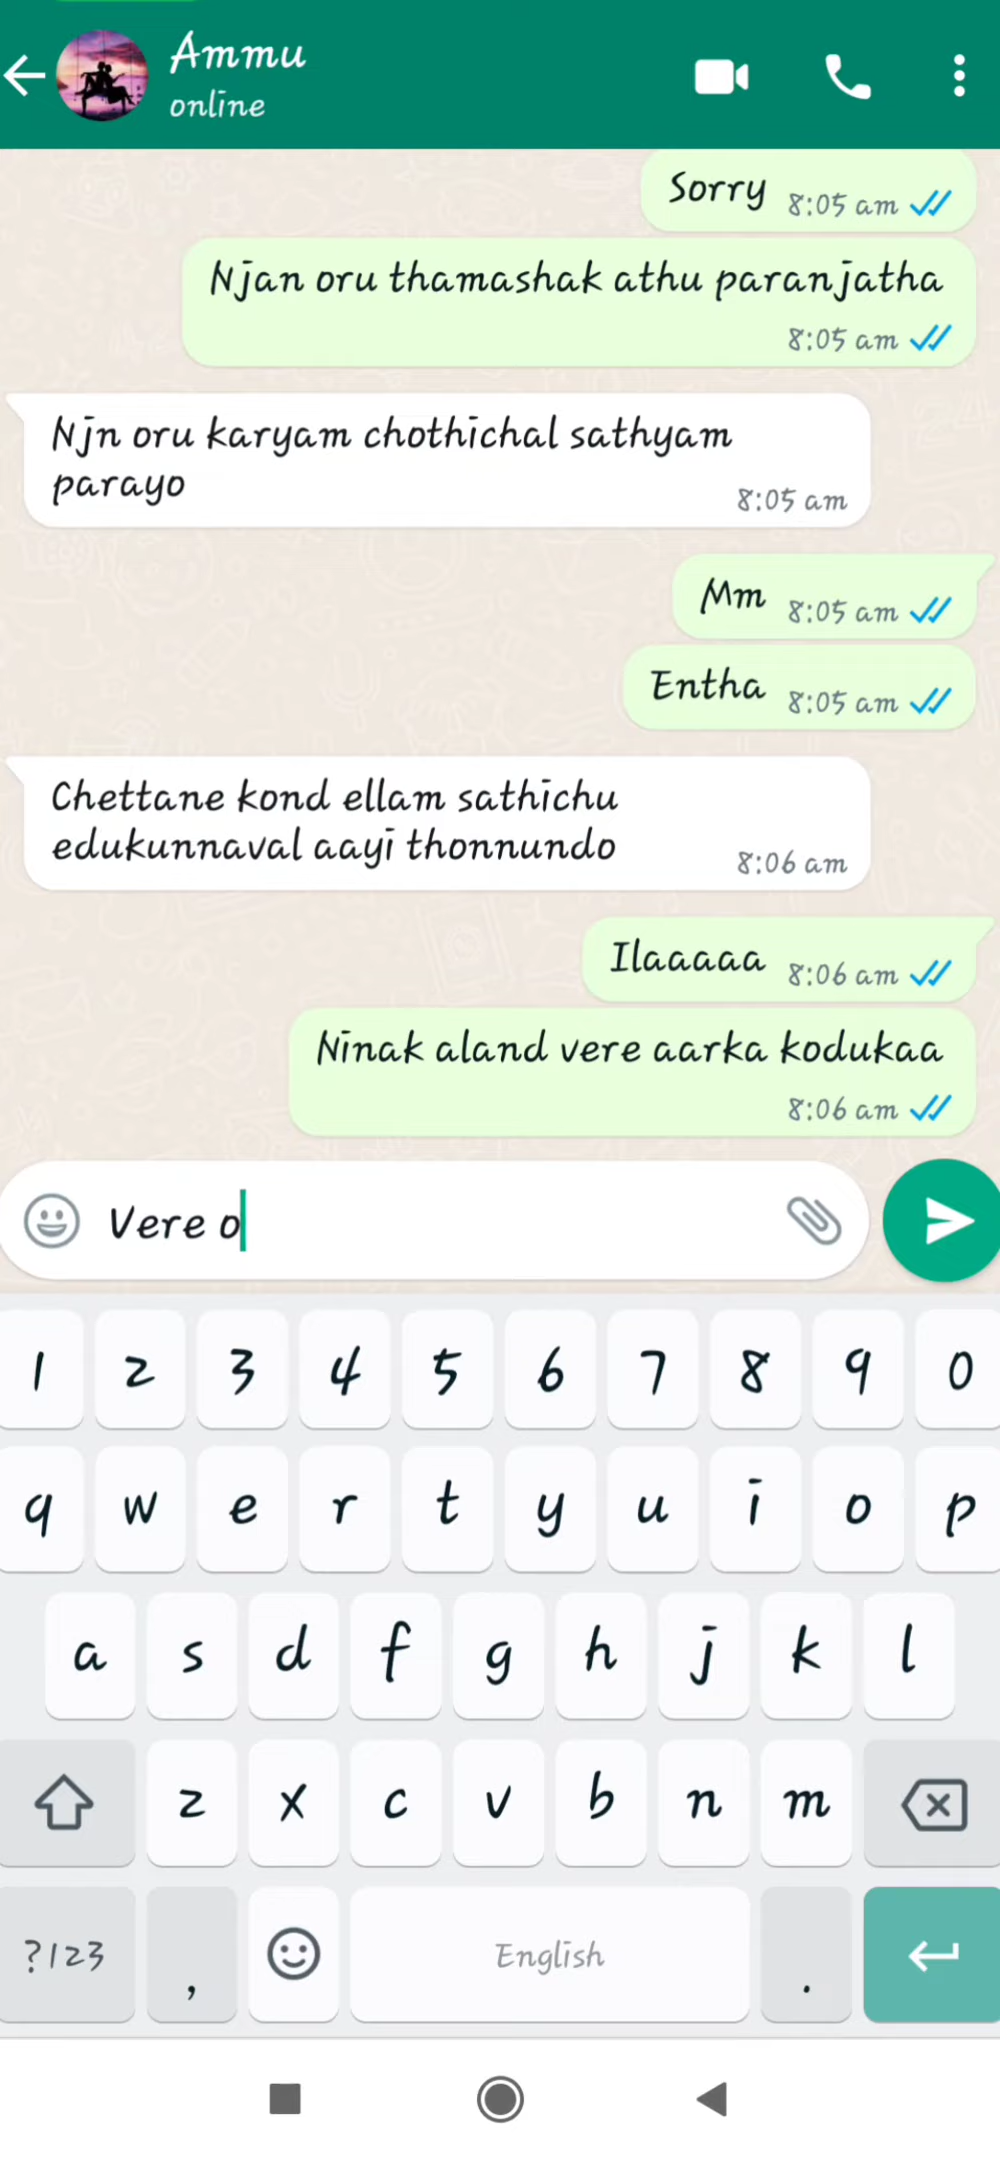 Ammu
online
Sorry 8:05 am
Njan oru thamashak athu paranjatha
8:05 am
Njn oru karyam chothichal sathyam
parayo
8:05 am
Mm 8:05 am
Entha 8:05 am
Chettane kond ellam sathichu
edukunnaval aayi thonnundo
8:06 am
Ilaaaaa 8:06 am
Ninak aland vere aarka kodukaa
8:06 am
Vere o
1 2 3 4 5 6 7 8 9 0
q w e r t y u i o p
a s d f g h j k l
z x c v b n m
?123 , English .